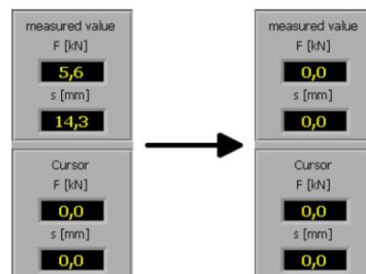 measured value
F [kN]
5,6
s [mm]
14,3
Cursor
F [kN]
0,0
s [mm]
0,0
measured value
F [kN]
0,0
s [mm]
0,0
Cursor
F [kN]
0,0
s [mm]
0,0